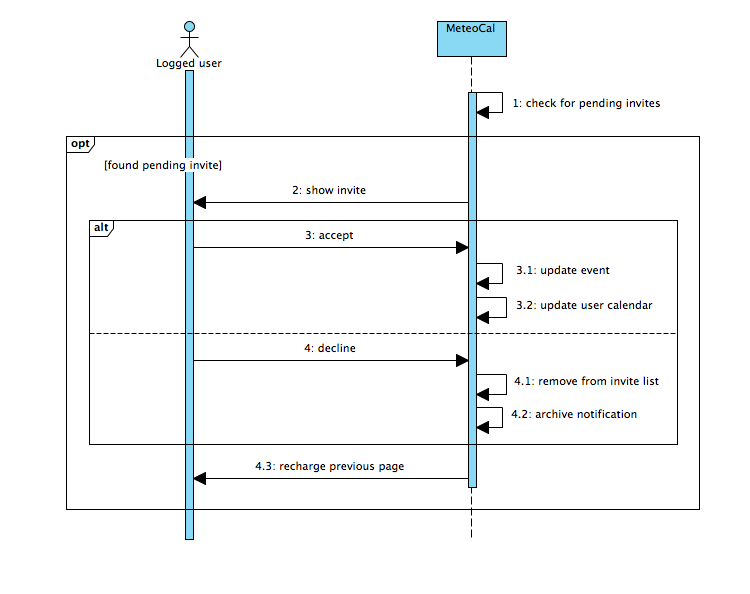 MeteoCal
Logged user
1: check for pending invites
opt
[found pending invite]
2: show invite
alt
3: accept
3.1: update event
3.2: update user calendar
4: decline
4.1: remove from invite list
4.2: archive notification
4.3: recharge previous page